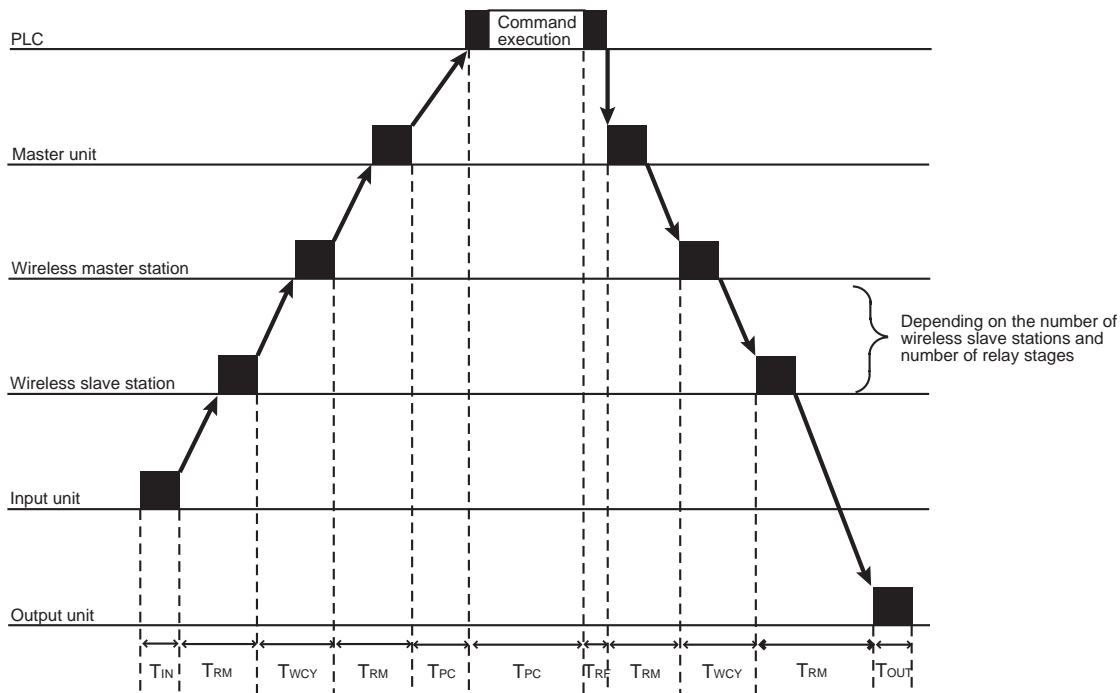 PLC
Command
execution
Master unit
Wireless master station
Depending on the number of
wireless slave stations and
number of relay stages
Wireless slave station
Input unit
Output unit
TIN TRM TWCY TRM TPC TPC TRF TRM TWCY TRM TOUT